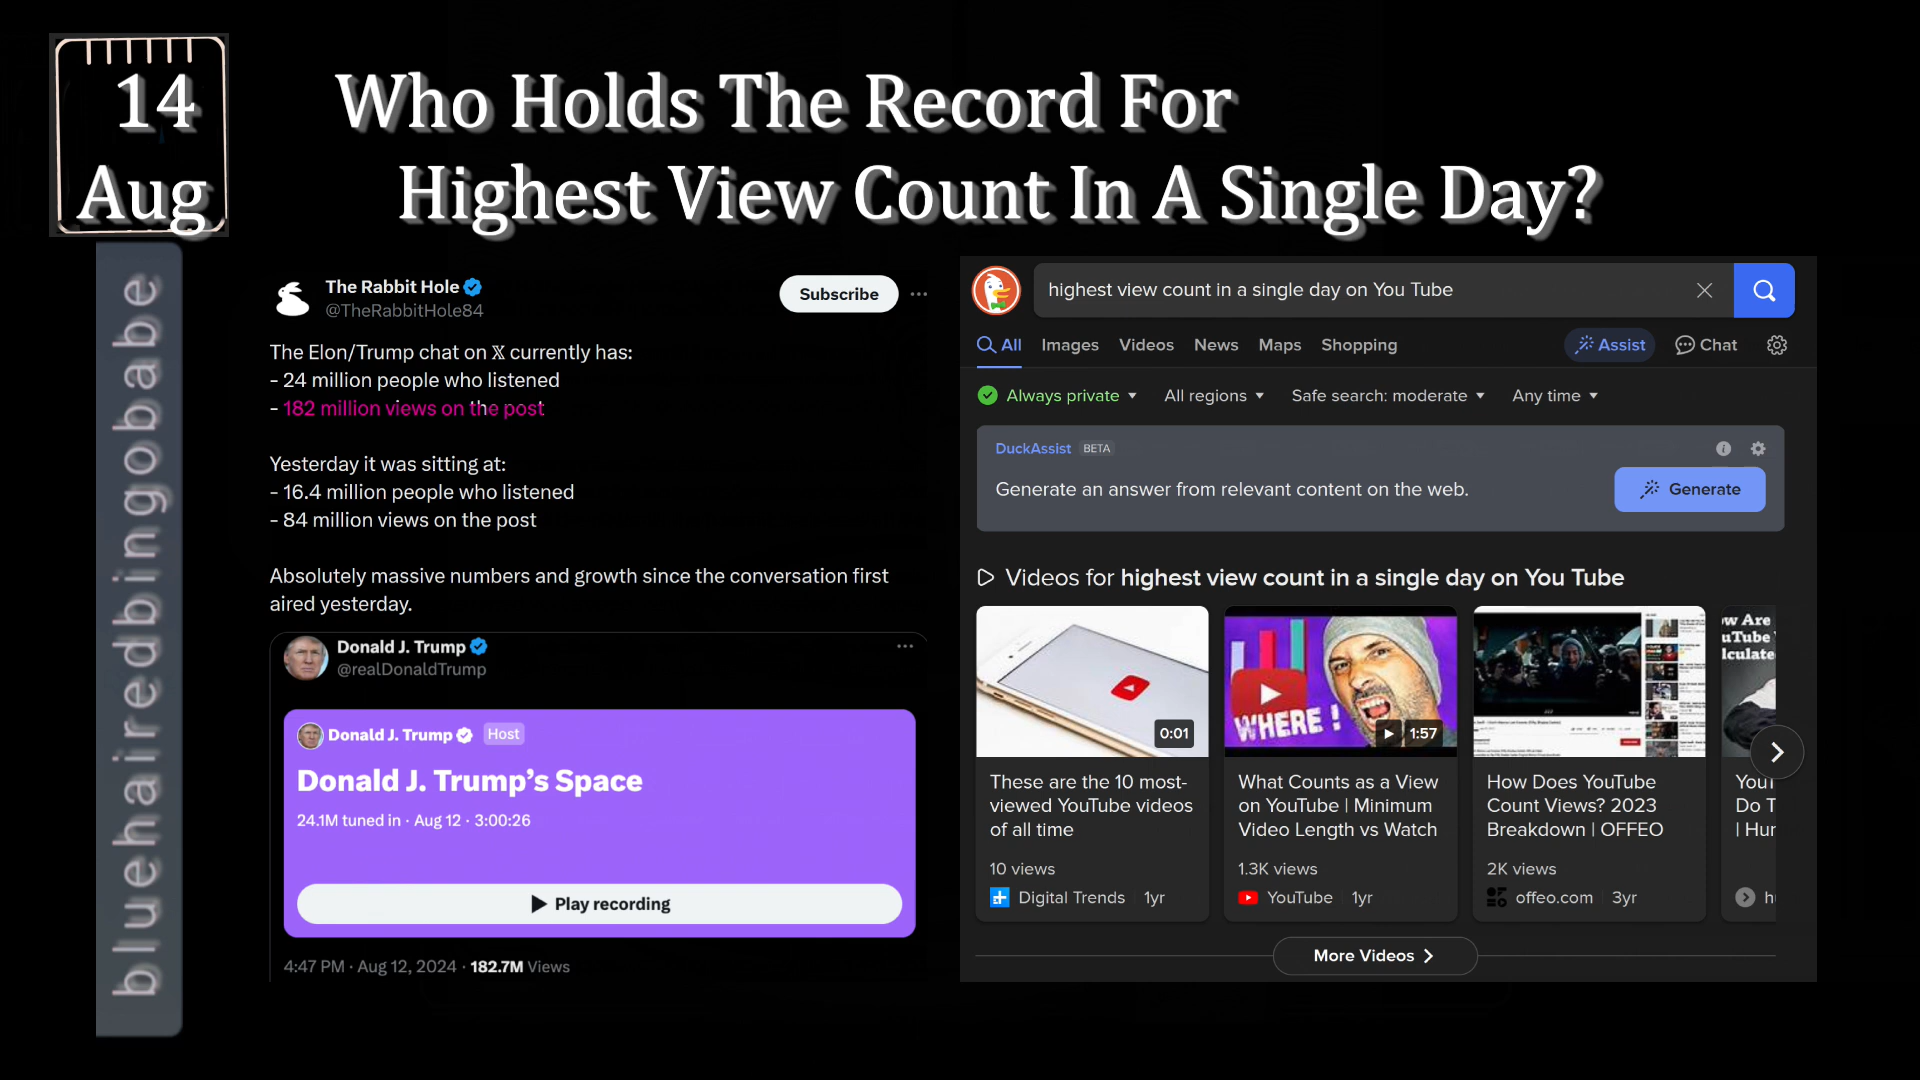 14
Aug
Who Holds The Record For
Highest View Count In A Single Day?
bluehairedbingobabe
The Rabbit Hole
@TheRabbitHole84
Subscribe
The Elon/Trump chat on 𝕏 currently has:
- 24 million people who listened
- 182 million views on the post
Yesterday it was sitting at:
- 16.4 million people who listened
- 84 million views on the post
Absolutely massive numbers and growth since the conversation first
aired yesterday.
Donald J. Trump
@realDonaldTrump
Donald J. Trump Host
Donald J. Trump’s Space
24.1M tuned in · Aug 12 · 3:00:26
Play recording
4:47 PM · Aug 12, 2024 · 182.7M Views
highest view count in a single day on You Tube
All Images Videos News Maps Shopping Assist Chat
Always private All regions Safe search: moderate Any time
DuckAssist BETA
Generate an answer from relevant content on the web.
Generate
Videos for highest view count in a single day on You Tube
0:01
These are the 10 most-
viewed YouTube videos
of all time
10 views
Digital Trends 1yr
WHERE !
1:57
What Counts as a View
on YouTube | Minimum
Video Length vs Watch
1.3K views
YouTube 1yr
How Does YouTube
Count Views? 2023
Breakdown | OFFEO
2K views
offeo.com 3yr
ow Are
uTube
lculate
YouT
Do T
| Hur
h
More Videos